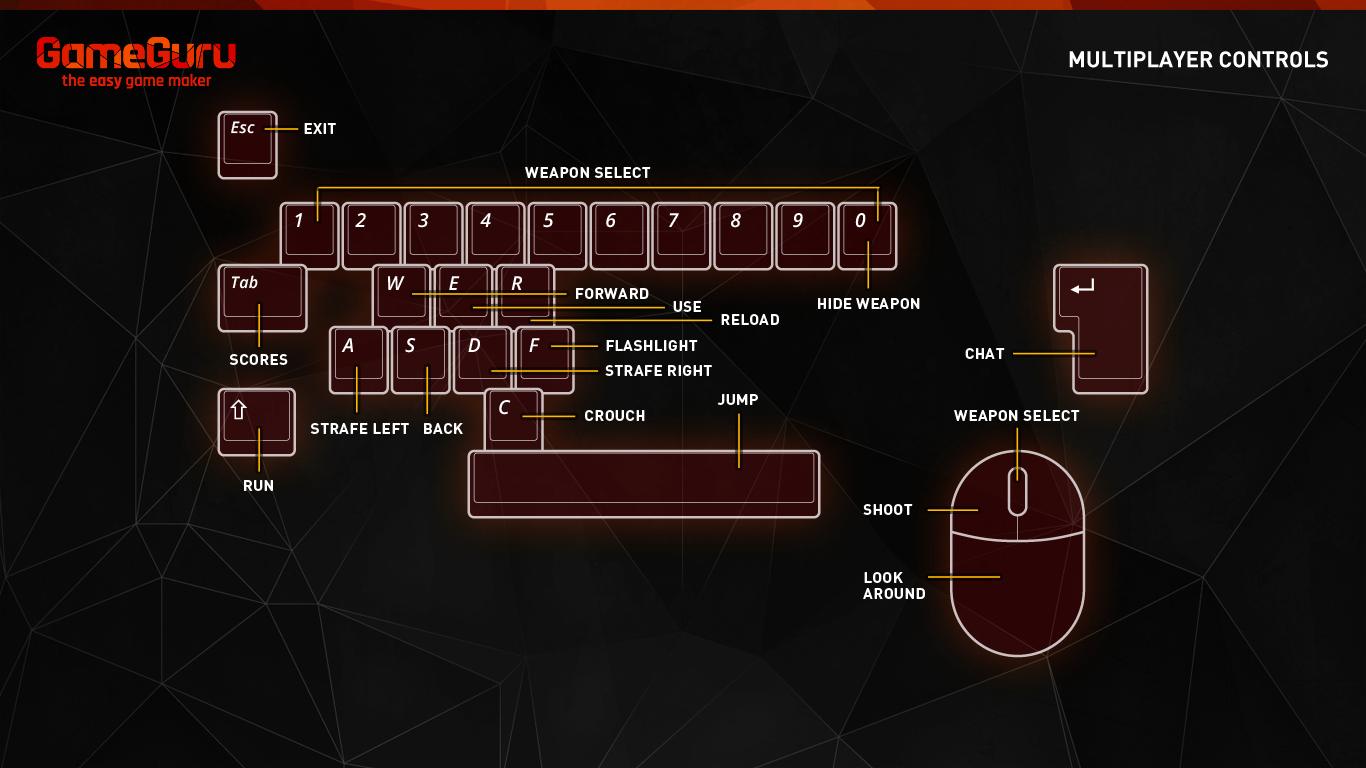 GameGuru
the easy game maker
MULTIPLAYER CONTROLS
Esc
EXIT
WEAPON SELECT
1 2 3 4 5 6 7 8 9 0
HIDE WEAPON
Tab
SCORES
W E R
FORWARD
USE
RELOAD
A S D F
FLASHLIGHT
STRAFE RIGHT
STRAFE LEFT
BACK
C
CROUCH
JUMP
RUN
CHAT
WEAPON SELECT
SHOOT
LOOK
AROUND